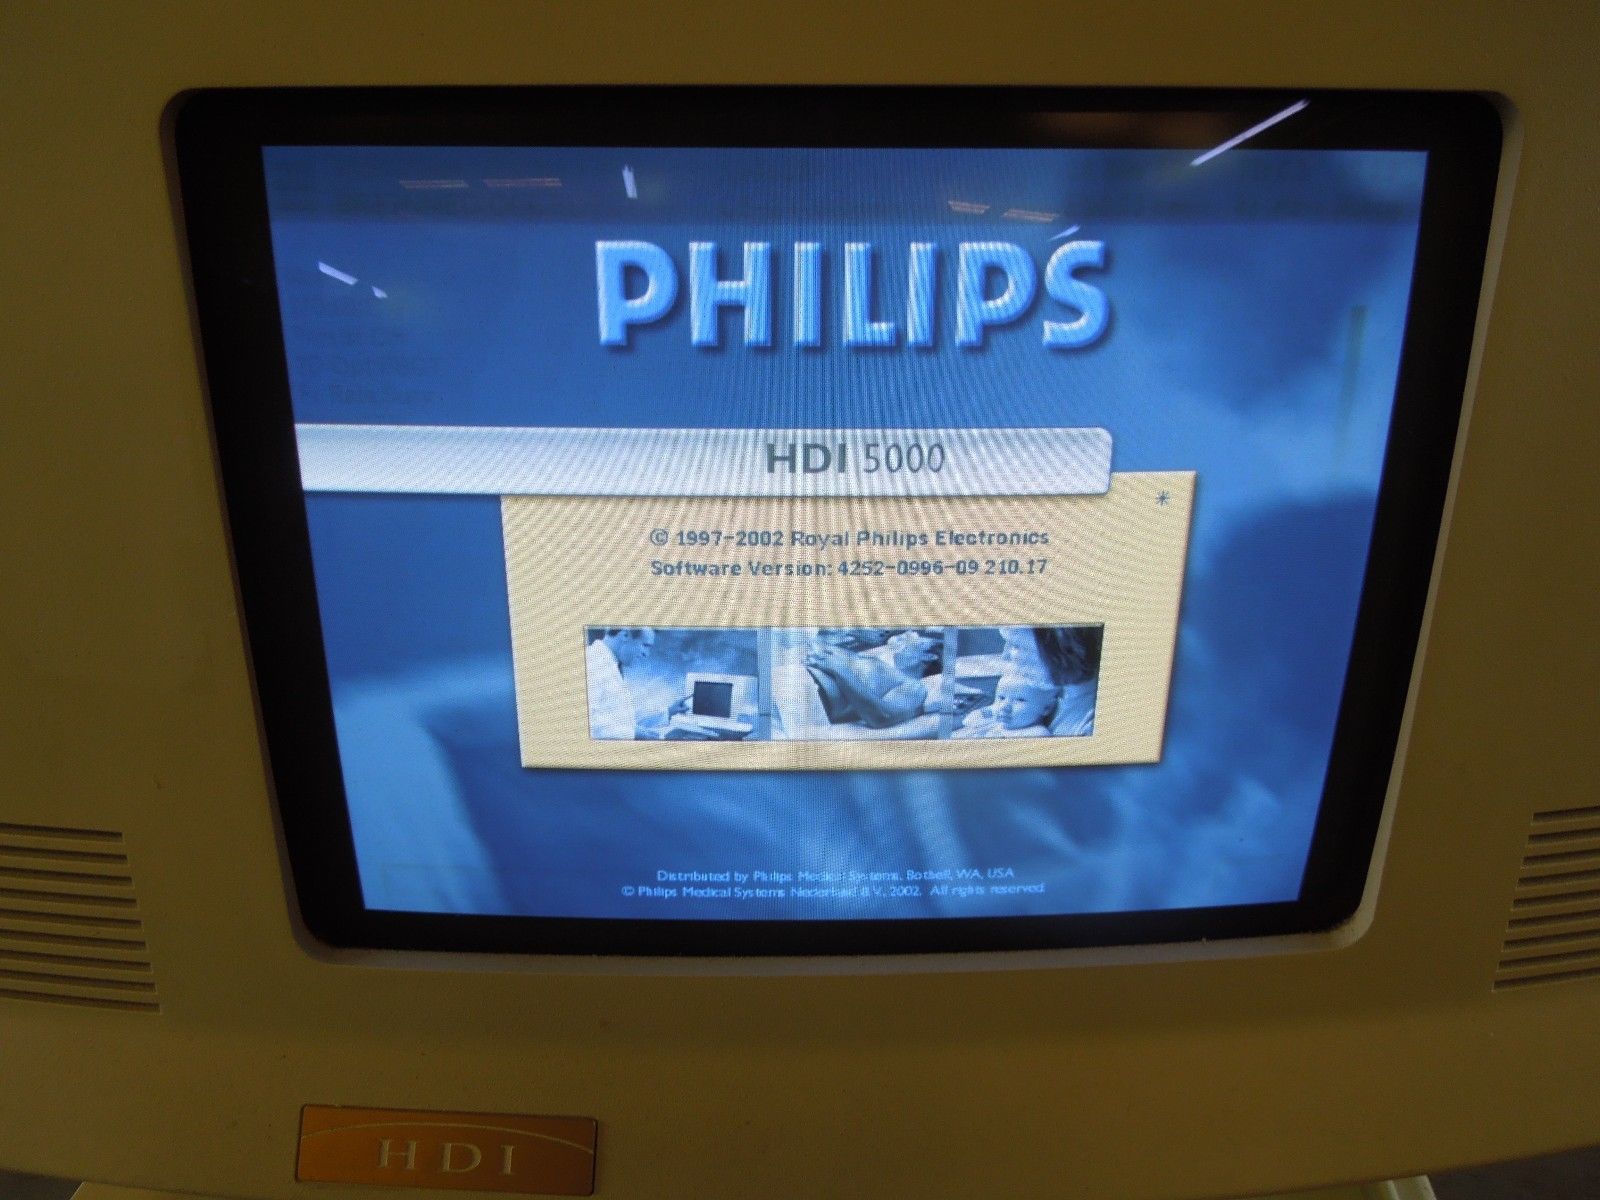 PHILIPS
HDI 5000
*
© 1997-2002 Royal Philips Electronics
Software Version: 4252-0996-09 210.17
Distributed by Philips Medical Systems, Bothell, WA, USA
© Philips Medical Systems Nederland B.V., 2002. All rights reserved
HDI